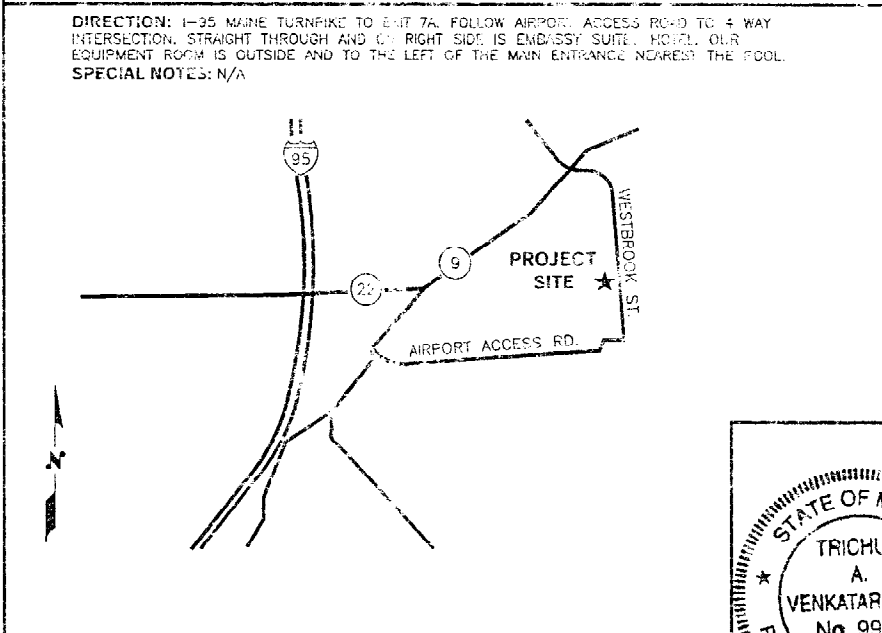 DIRECTION: I-95 MAINE TURNPIKE TO EXIT 7A. FOLLOW AIRPORT ACCESS ROAD TO 4 WAY
INTERSECTION. STRAIGHT THROUGH AND ON RIGHT SIDE IS EMBASSY SUITE HOTEL. OUR
EQUIPMENT ROOM IS OUTSIDE AND TO THE LEFT OF THE MAIN ENTRANCE NEAREST THE POOL.
SPECIAL NOTES: N/A
95
9
22
WESTBROOK ST.
PROJECT
SITE
AIRPORT ACCESS RD.
N
STATE OF
TRICHU
A.
VENKATAR
No. 99